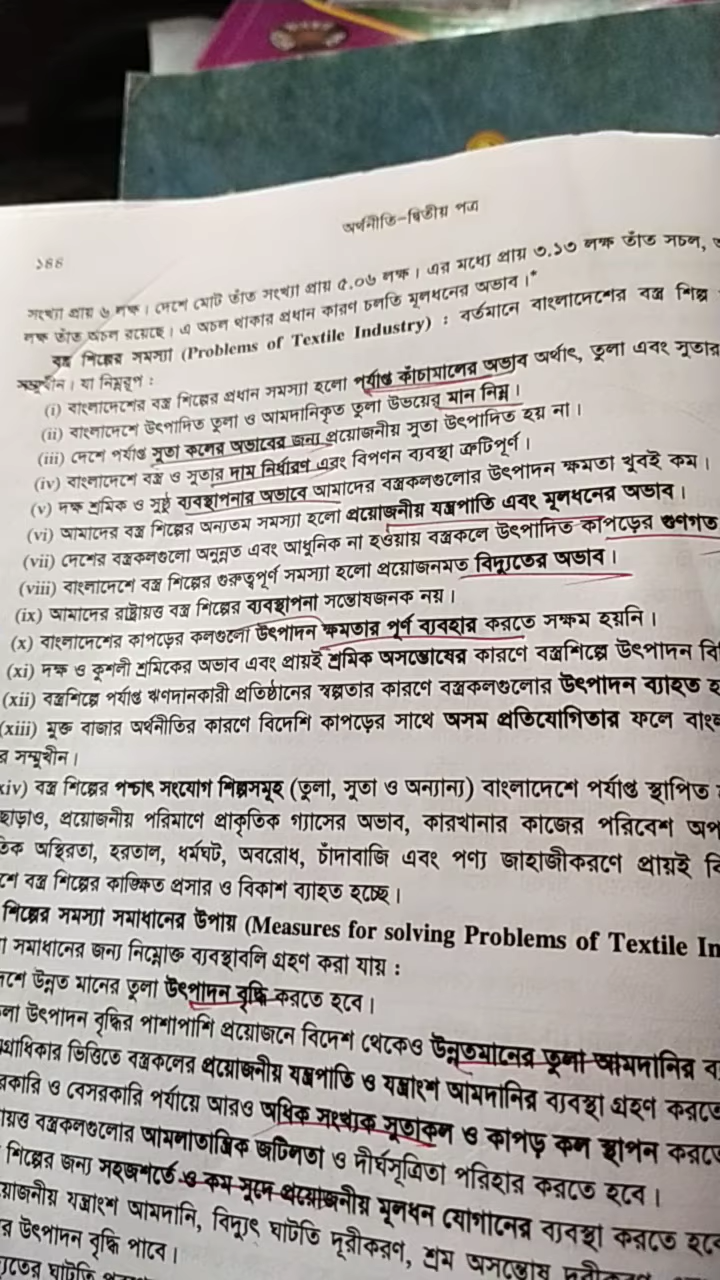 অর্থনীতি–দ্বিতীয় পত্র
১৪৪
সংখ্যা প্রায় ৬ লক্ষ। দেশে মোট তাঁত সংখ্যা প্রায় ৫.০৬ লক্ষ। এর মধ্যে প্রায় ৩.১৩ লক্ষ তাঁত সচল,
লক্ষ তাঁত অচল রয়েছে। এ অচল থাকার প্রধান কারণ চলতি মূলধনের অভাব।*
বস্ত্র শিল্পের সমস্যা (Problems of Textile Industry) : বর্তমানে বাংলাদেশের বস্ত্র শিল্প
সম্মুখীন। যা নিম্নরূপ :
(i) বাংলাদেশের বস্ত্র শিল্পের প্রধান সমস্যা হলো পর্যাপ্ত কাঁচামালের অভাব অর্থাৎ, তুলা এবং সুতার
(ii) বাংলাদেশে উৎপাদিত তুলা ও আমদানিকৃত তুলা উভয়ের মান নিম্ন।
(iii) দেশে পর্যাপ্ত সুতা কলের অভাবের জন্য প্রয়োজনীয় সুতা উৎপাদিত হয় না।
(iv) বাংলাদেশে বস্ত্র ও সুতার দাম নির্ধারণ এবং বিপণন ব্যবস্থা ত্রুটিপূর্ণ।
(v) দক্ষ শ্রমিক ও সুষ্ঠু ব্যবস্থাপনার অভাবে আমাদের বস্ত্রকলগুলোর উৎপাদন ক্ষমতা খুবই কম।
(vi) আমাদের বস্ত্র শিল্পের অন্যতম সমস্যা হলো প্রয়োজনীয় যন্ত্রপাতি এবং মূলধনের অভাব।
(vii) দেশের বস্ত্রকলগুলো অনুন্নত এবং আধুনিক না হওয়ায় বস্ত্রকলে উৎপাদিত কাপড়ের গুণগত
(viii) বাংলাদেশে বস্ত্র শিল্পের গুরুত্বপূর্ণ সমস্যা হলো প্রয়োজনমত বিদ্যুতের অভাব।
(ix) আমাদের রাষ্ট্রায়ত্ত বস্ত্র শিল্পের ব্যবস্থাপনা সন্তোষজনক নয়।
(x) বাংলাদেশের কাপড়ের কলগুলো উৎপাদন ক্ষমতার পূর্ণ ব্যবহার করতে সক্ষম হয়নি।
(xi) দক্ষ ও কুশলী শ্রমিকের অভাব এবং প্রায়ই শ্রমিক অসন্তোষের কারণে বস্ত্রশিল্পে উৎপাদন
(xii) বস্ত্রশিল্পে পর্যাপ্ত ঋণদানকারী প্রতিষ্ঠানের স্বল্পতার কারণে বস্ত্রকলগুলোর উৎপাদন ব্যাহত
(xiii) মুক্ত বাজার অর্থনীতির কারণে বিদেশি কাপড়ের সাথে অসম প্রতিযোগিতার ফলে
সম্মুখীন।
xiv) বস্ত্র শিল্পের পশ্চাৎ সংযোগ শিল্পসমূহ (তুলা, সুতা ও অন্যান্য) বাংলাদেশে পর্যাপ্ত স্থাপিত
ছাড়াও, প্রয়োজনীয় পরিমাণে প্রাকৃতিক গ্যাসের অভাব, কারখানার কাজের পরিবেশ
অস্থিরতা, হরতাল, ধর্মঘট, অবরোধ, চাঁদাবাজি এবং পণ্য জাহাজীকরণে প্রায়ই
বস্ত্র শিল্পের কাঙ্ক্ষিত প্রসার ও বিকাশ ব্যাহত হচ্ছে।
শিল্পের সমস্যা সমাধানের উপায় (Measures for solving Problems of Textile In
সমাধানের জন্য নিম্নোক্ত ব্যবস্থাবলি গ্রহণ করা যায় :
উন্নত মানের তুলা উৎপাদন বৃদ্ধি করতে হবে।
উৎপাদন বৃদ্ধির পাশাপাশি প্রয়োজনে বিদেশ থেকেও উন্নতমানের তুলা আমদানির
ভিত্তিতে বস্ত্রকলের প্রয়োজনীয় যন্ত্রপাতি ও যন্ত্রাংশ আমদানির ব্যবস্থা গ্রহণ করতে
ও বেসরকারি পর্যায়ে আরও অধিক সংখ্যক সুতাকল ও কাপড় কল স্থাপন করতে
বস্ত্রকলগুলোর আমলাতান্ত্রিক জটিলতা ও দীর্ঘসূত্রিতা পরিহার করতে হবে।
শিল্পের জন্য সহজশর্তে ও কম সুদে প্রয়োজনীয় মূলধন যোগানের ব্যবস্থা করতে হবে
যন্ত্রাংশ আমদানি, বিদ্যুৎ ঘাটতি দূরীকরণ, শ্রম অসন্তোষ
উৎপাদন বৃদ্ধি পাবে।
ঘাটতি